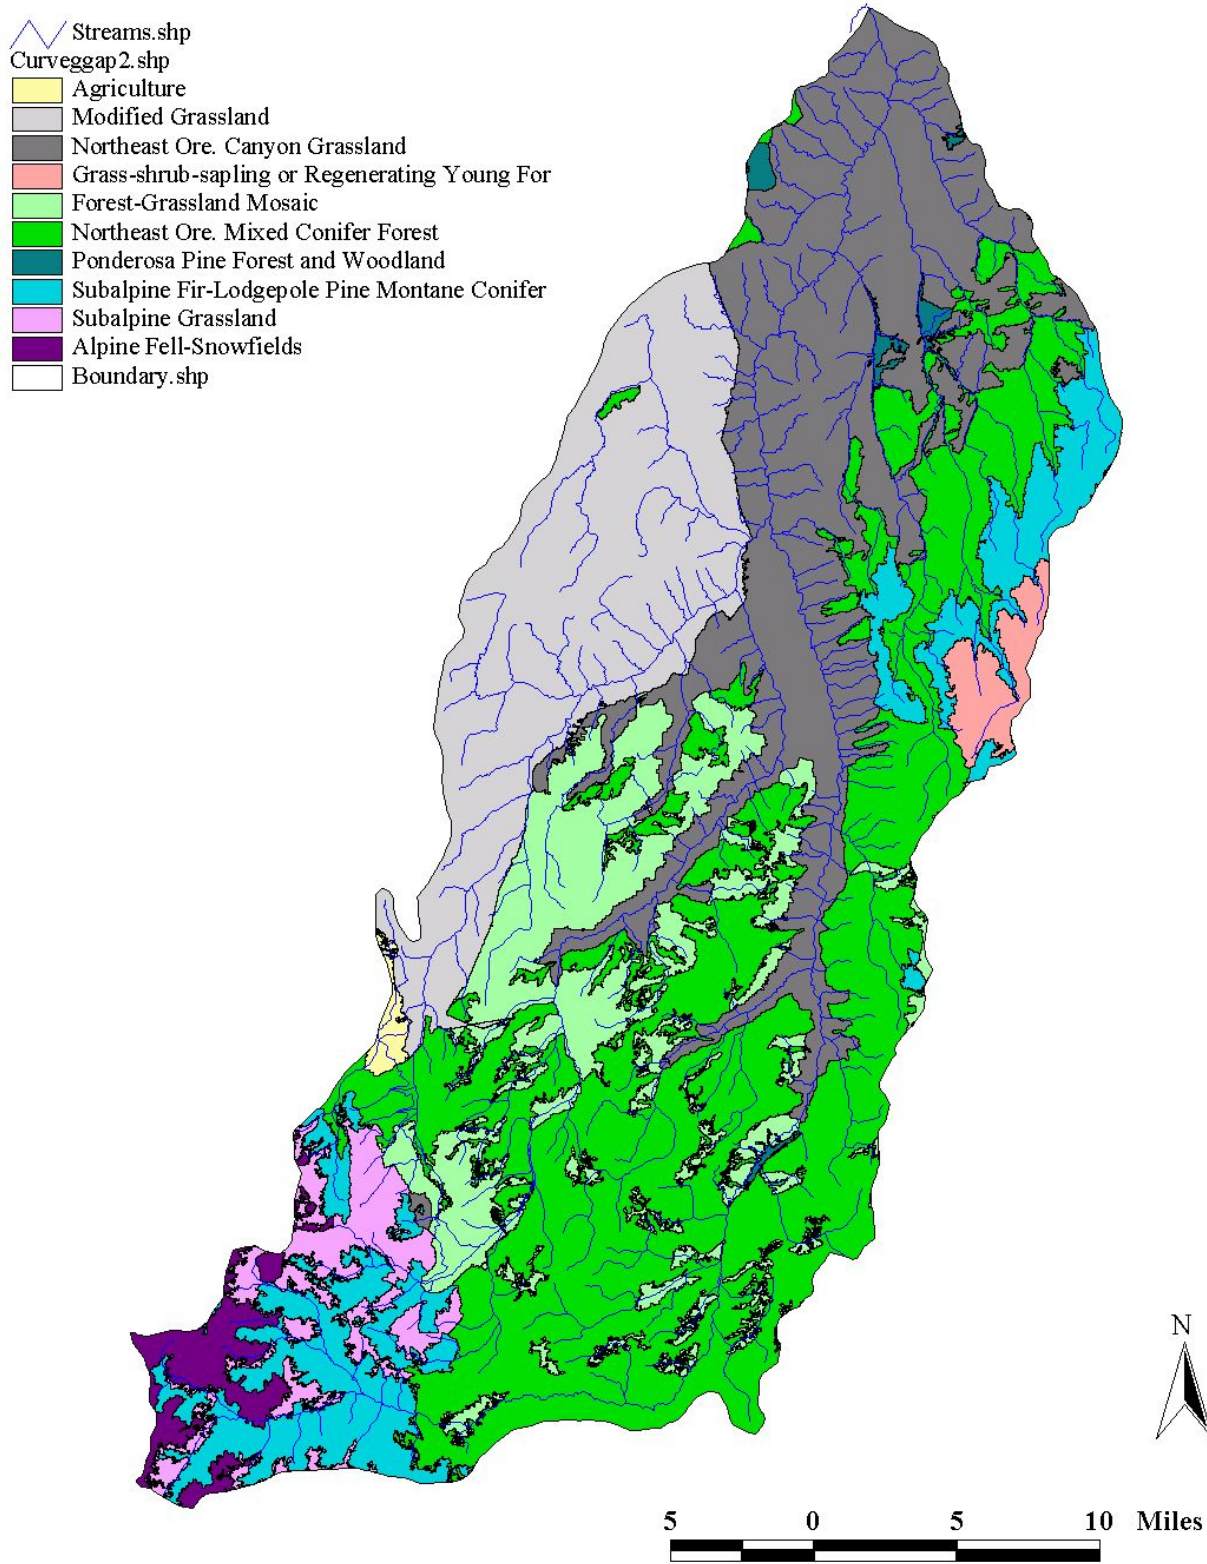 Streams.shp
Curveggap2.shp
Agriculture
Modified Grassland
Northeast Ore. Canyon Grassland
Grass-shrub-sapling or Regenerating Young For
Forest-Grassland Mosaic
Northeast Ore. Mixed Conifer Forest
Ponderosa Pine Forest and Woodland
Subalpine Fir-Lodgepole Pine Montane Conifer
Subalpine Grassland
Alpine Fell-Snowfields
Boundary.shp
N
5 0 5 10 Miles